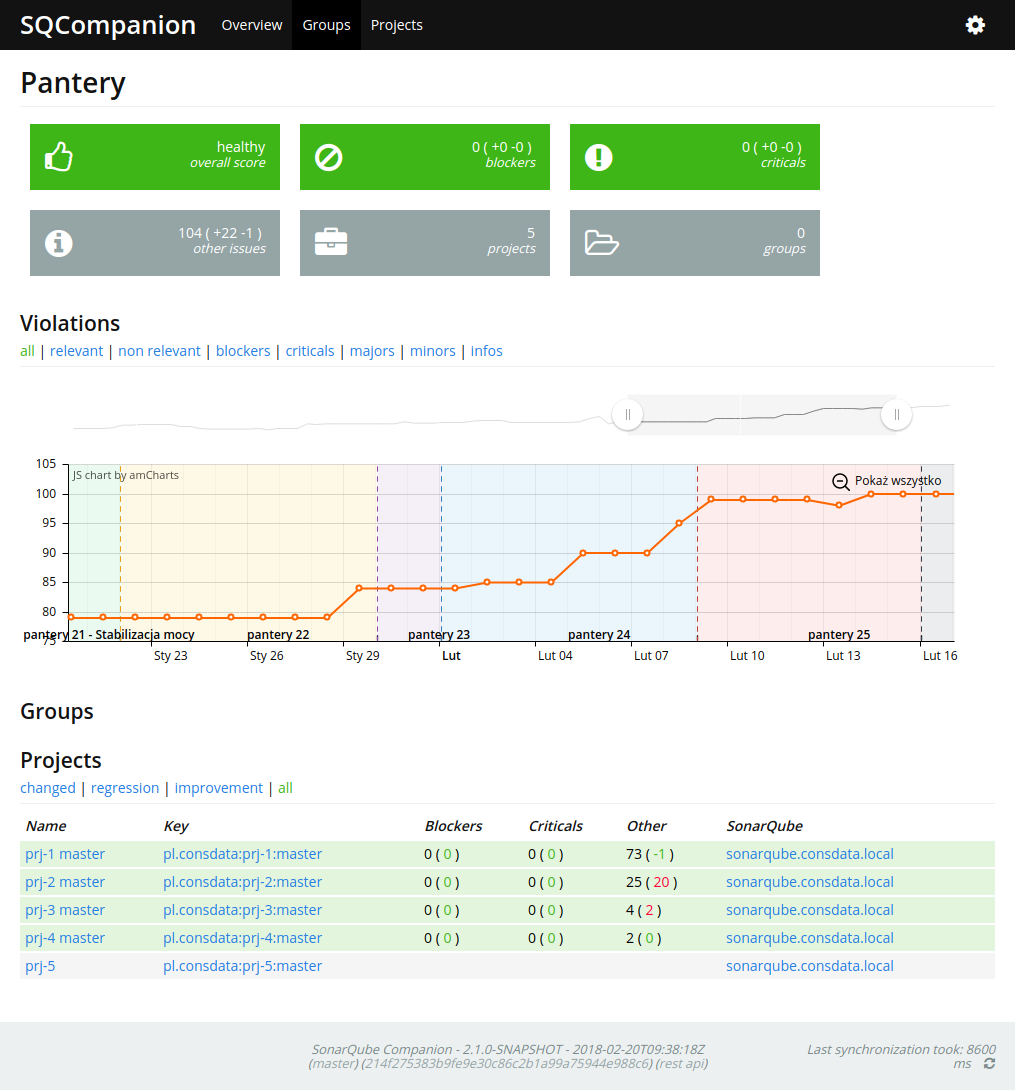 SQCompanion Overview Groups Projects
Pantery
healthy
overall score
0 ( +0 -0 )
blockers
0 ( +0 -0 )
criticals
104 ( +22 -1 )
other issues
5
projects
0
groups
Violations
all | relevant | non relevant | blockers | criticals | majors | minors | infos
JS chart by amCharts
Pokaż wszystko
105
100
95
90
85
80
75
pantery 21 - Stabilizacja mocy pantery 22 pantery 23 pantery 24 pantery 25
Sty 23 Sty 26 Sty 29 Lut Lut 04 Lut 07 Lut 10 Lut 13 Lut 16
Groups
Projects
changed | regression | improvement | all
Name Key Blockers Criticals Other SonarQube
prj-1 master pl.consdata:prj-1:master 0 ( 0 ) 0 ( 0 ) 73 ( -1 ) sonarqube.consdata.local
prj-2 master pl.consdata:prj-2:master 0 ( 0 ) 0 ( 0 ) 25 ( 20 ) sonarqube.consdata.local
prj-3 master pl.consdata:prj-3:master 0 ( 0 ) 0 ( 0 ) 4 ( 2 ) sonarqube.consdata.local
prj-4 master pl.consdata:prj-4:master 0 ( 0 ) 0 ( 0 ) 2 ( 0 ) sonarqube.consdata.local
prj-5 pl.consdata:prj-5:master sonarqube.consdata.local
SonarQube Companion - 2.1.0-SNAPSHOT - 2018-02-20T09:38:18Z
(master) (214f275383b9fe9e30c86c2b1a99a75944e988c6) (rest api)
Last synchronization took: 8600
ms